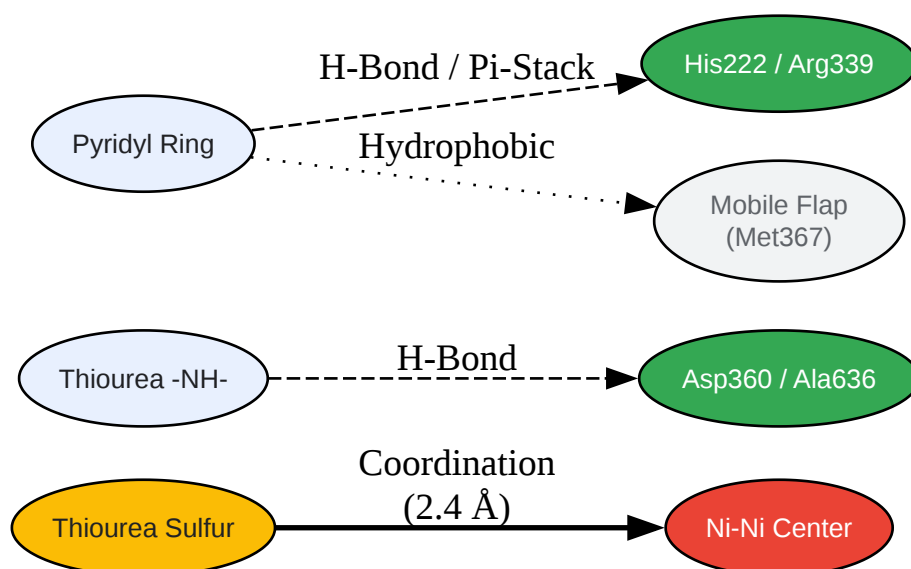 H-Bond / Pi-Stack
His222 / Arg339
Pyridyl Ring
Hydrophobic
Mobile Flap
(Met367)
Thiourea -NH-
H-Bond
Asp360 / Ala636
Coordination
(2.4 Å)
Thiourea Sulfur
Ni-Ni Center